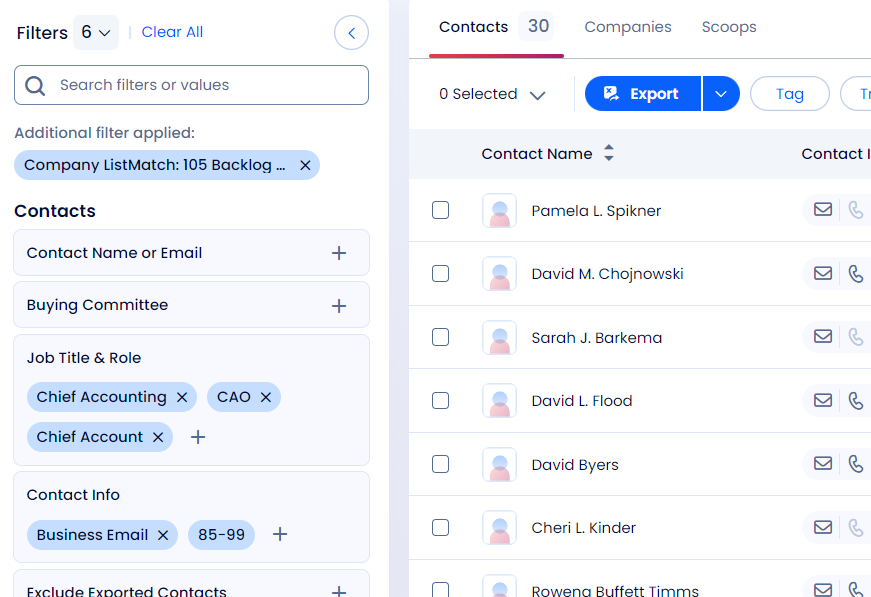 Filters 6 | Clear All
Search filters or values
Additional filter applied:
Company ListMatch: 105 Backlog ...
Contacts
Contact Name or Email
Buying Committee
Job Title & Role
Chief Accounting
CAO
Chief Account
Contact Info
Business Email
85-99
Exclude Exported Contacts
Contacts 30
Companies
Scoops
0 Selected
Export
Tag
Contact Name
Pamela L. Spikner
David M. Chojnowski
Sarah J. Barkema
David L. Flood
David Byers
Cheri L. Kinder
Rowena Buffett Timms